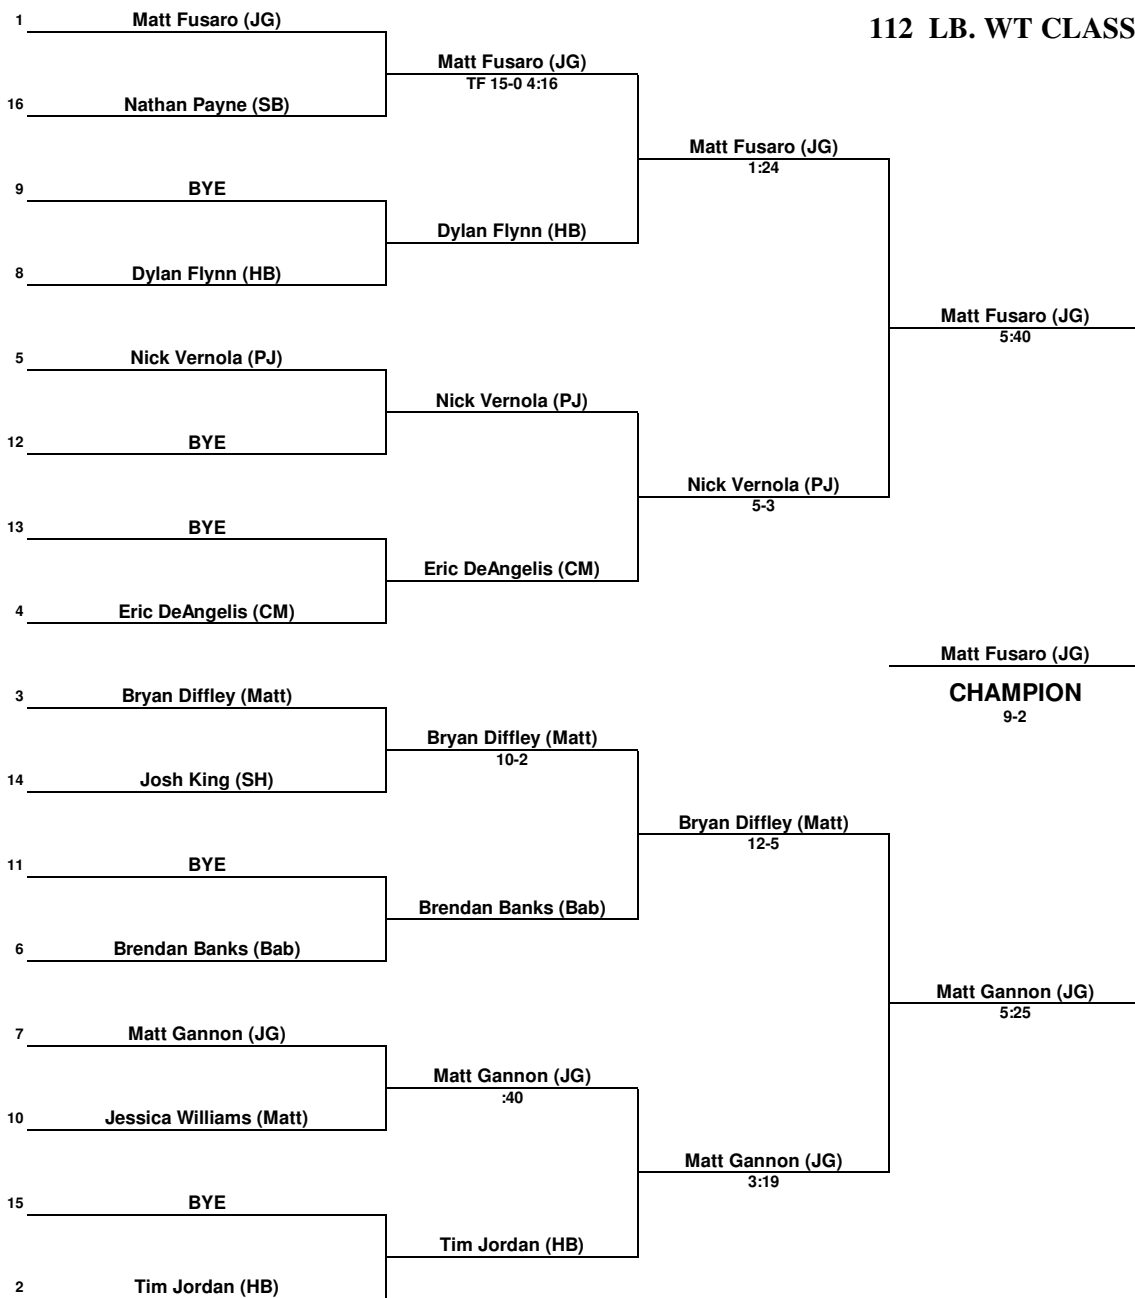 112 LB. WT CLASS
1 Matt Fusaro (JG)
Matt Fusaro (JG)
TF 15-0 4:16
16 Nathan Payne (SB)
Matt Fusaro (JG)
1:24
9 BYE
Dylan Flynn (HB)
8 Dylan Flynn (HB)
Matt Fusaro (JG)
5:40
5 Nick Vernola (PJ)
Nick Vernola (PJ)
12 BYE
Nick Vernola (PJ)
5-3
13 BYE
Eric DeAngelis (CM)
4 Eric DeAngelis (CM)
Matt Fusaro (JG)
CHAMPION
9-2
3 Bryan Diffley (Matt)
Bryan Diffley (Matt)
10-2
14 Josh King (SH)
Bryan Diffley (Matt)
12-5
11 BYE
Brendan Banks (Bab)
6 Brendan Banks (Bab)
Matt Gannon (JG)
5:25
7 Matt Gannon (JG)
Matt Gannon (JG)
:40
10 Jessica Williams (Matt)
Matt Gannon (JG)
3:19
15 BYE
Tim Jordan (HB)
2 Tim Jordan (HB)